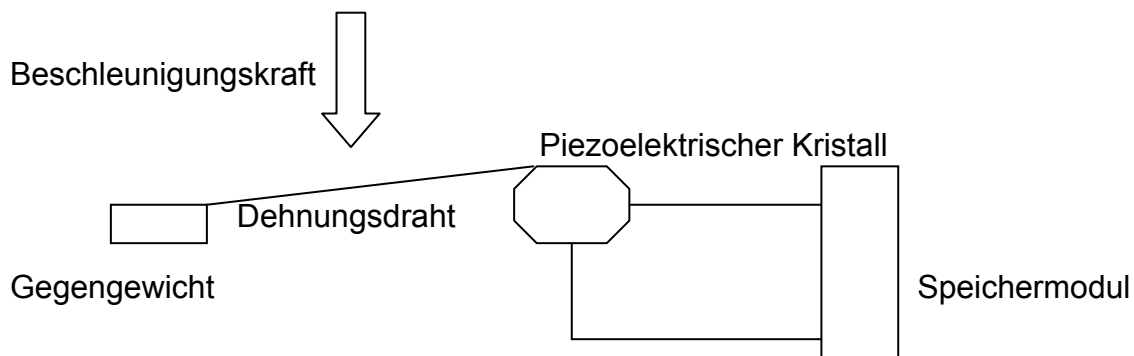 Beschleunigungskraft
Piezoelektrischer Kristall
Dehnungsdraht
Gegengewicht
Speichermodul